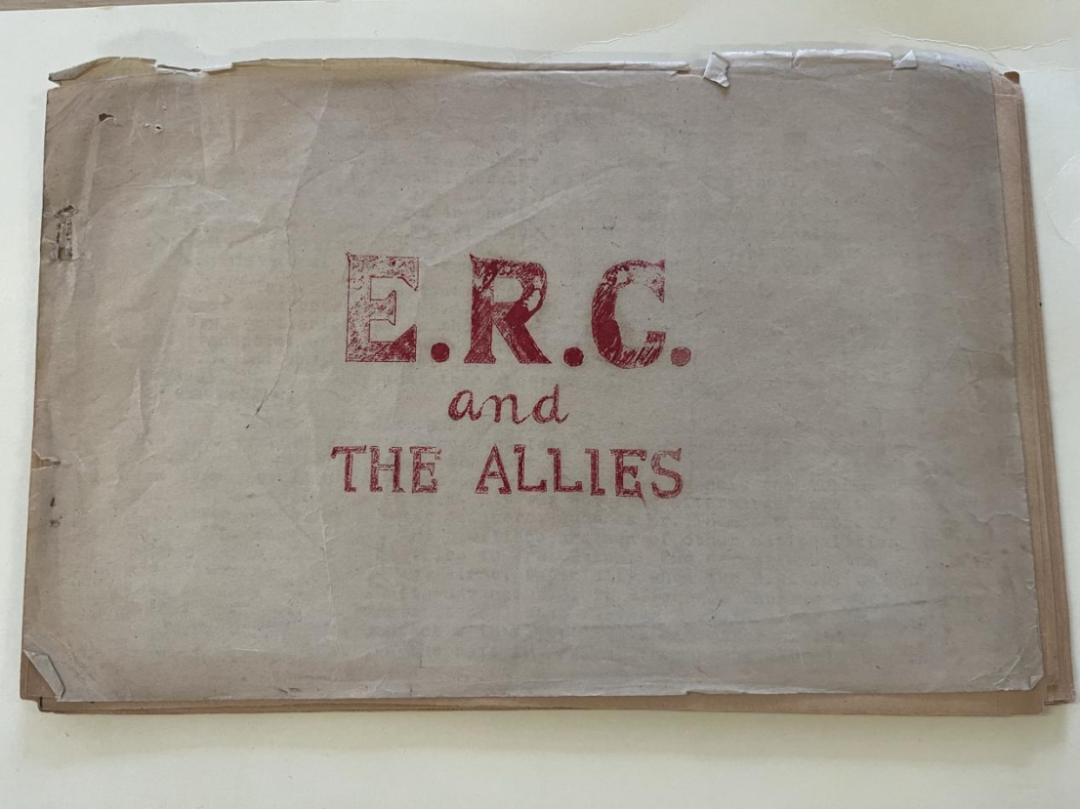 E.R.C.
and
THE ALLIES